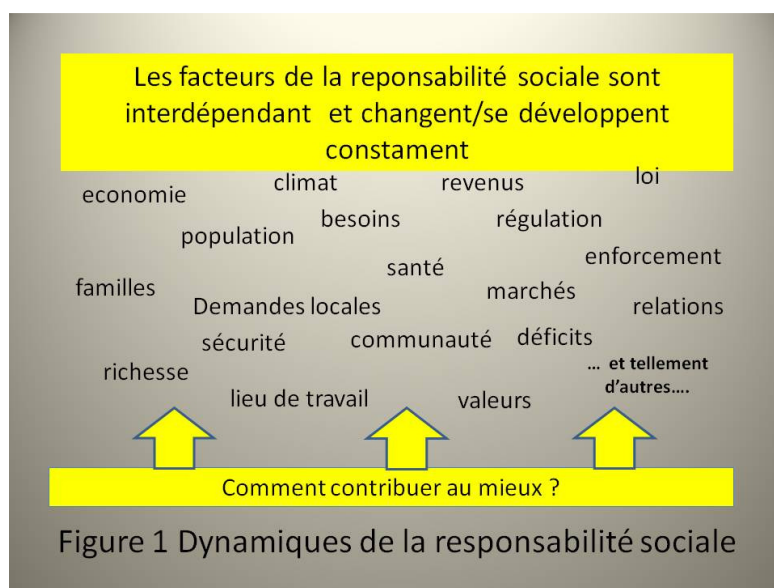 Les facteurs de la reponsabilité sociale sont
interdépendant et changent/se développent
constament
economie
climat
revenus
loi
population
besoins
régulation
familles
santé
enforcement
Demandes locales
marchés
relations
sécurité
communauté
déficits
richesse
… et tellement
d'autres….
lieu de travail
valeurs
Comment contribuer au mieux ?
Figure 1 Dynamiques de la responsabilité sociale